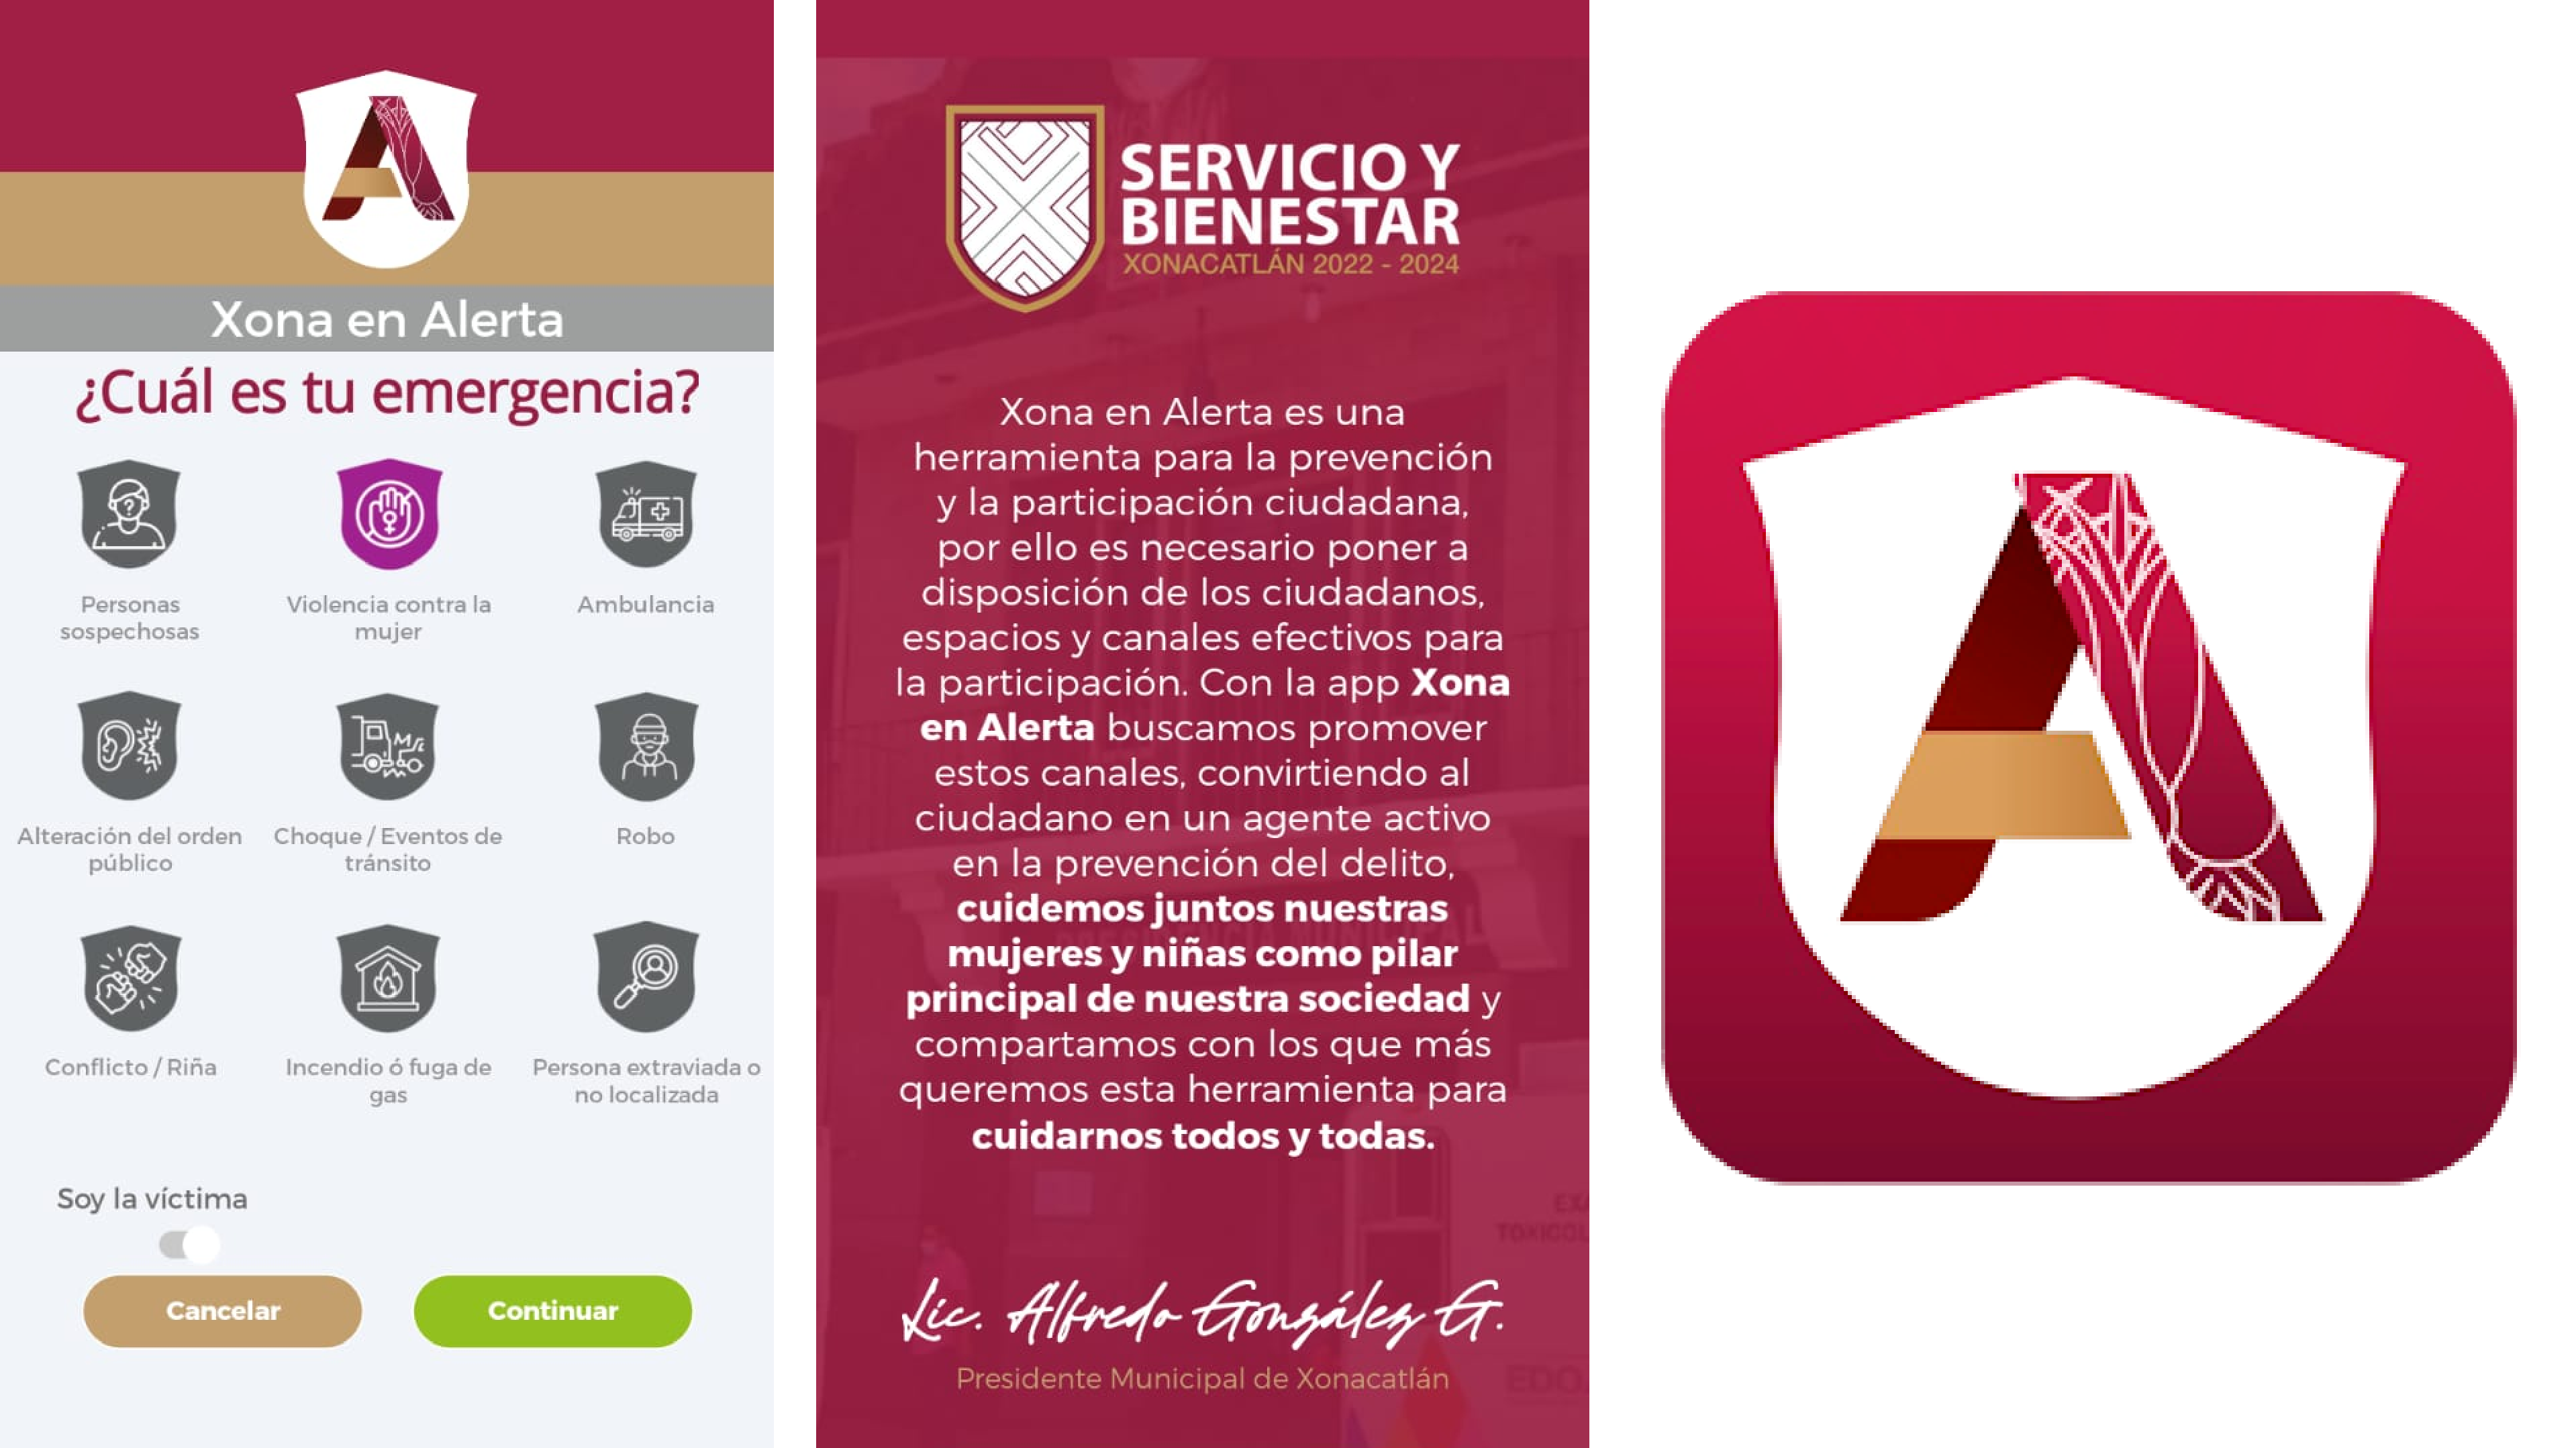 Xona en Alerta
¿Cuál es tu emergencia?
Personas
sospechosas
Violencia contra la
mujer
Ambulancia
Alteración del orden
público
Choque / Eventos de
tránsito
Robo
Conflicto / Riña
Incendio ó fuga de
gas
Persona extraviada o
no localizada
Soy la víctima
Cancelar
Continuar
SERVICIO Y
BIENESTAR
XONACATLÁN 2022 - 2024
Xona en Alerta es una
herramienta para la prevención
y la participación ciudadana,
por ello es necesario poner a
disposición de los ciudadanos,
espacios y canales efectivos para
la participación. Con la app Xona
en Alerta buscamos promover
estos canales, convirtiendo al
ciudadano en un agente activo
en la prevención del delito,
cuidemos juntos nuestras
mujeres y niñas como pilar
principal de nuestra sociedad y
compartamos con los que más
queremos esta herramienta para
cuidarnos todos y todas.
Lic. Alfredo González G.
Presidente Municipal de Xonacatlán